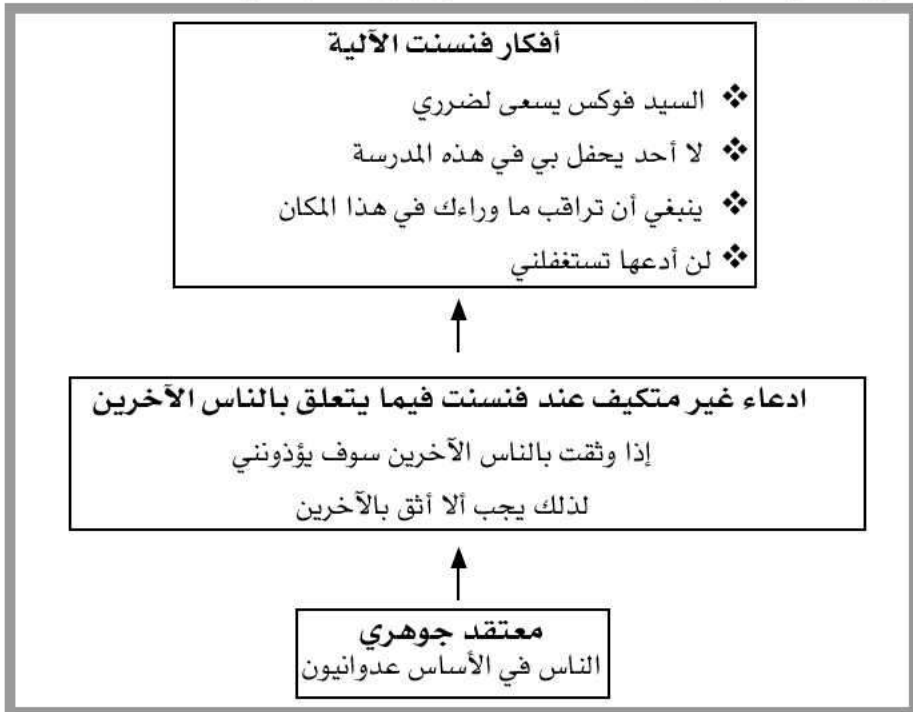 أفكار فنسنت الآلية
❖ السيد فوكس يسعى لضرري
❖ لا أحد يحفل بي في هذه المدرسة
❖ ينبغي أن تراقب ما وراءك في هذا المكان
❖ لن أدعها تستغفلني
ادعاء غير متكيف عند فنسنت فيما يتعلق بالناس الآخرين
إذا وثقت بالناس الآخرين سوف يؤذونني
لذلك يجب ألا أثق بالآخرين
معتقد جوهري
الناس في الأساس عدوانيون